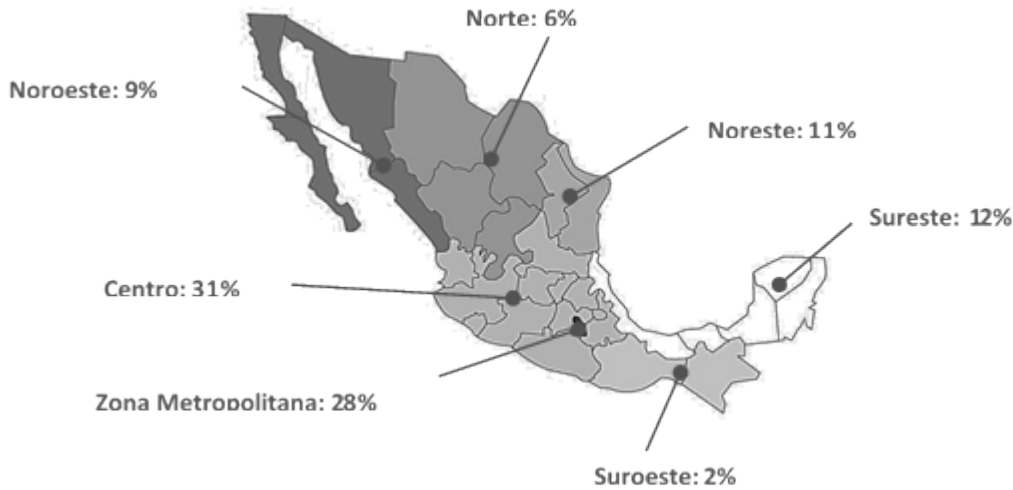 Norte: 6%
Noroeste: 9%
Noreste: 11%
Sureste: 12%
Centro: 31%
Zona Metropolitana: 28%
Suroeste: 2%